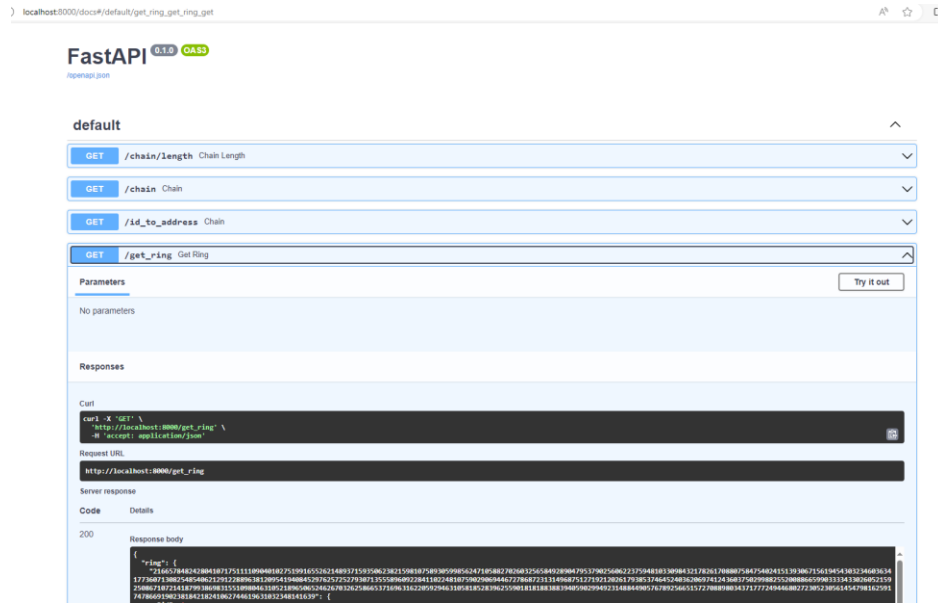 localhost:8000/docs#/default/get_ring_get_ring_get
FastAPI 0.1.0 OAS3
/openapi.json
default
GET /chain/length Chain Length
GET /chain Chain
GET /id_to_address Chain
GET /get_ring Get Ring
Parameters
Try it out
No parameters
Responses
Curl
curl -X 'GET' \
'http://localhost:8000/get_ring' \
-H 'accept: application/json'
Request URL
http://localhost:8000/get_ring
Server response
Code Details
200
Response body
{
"ring": {